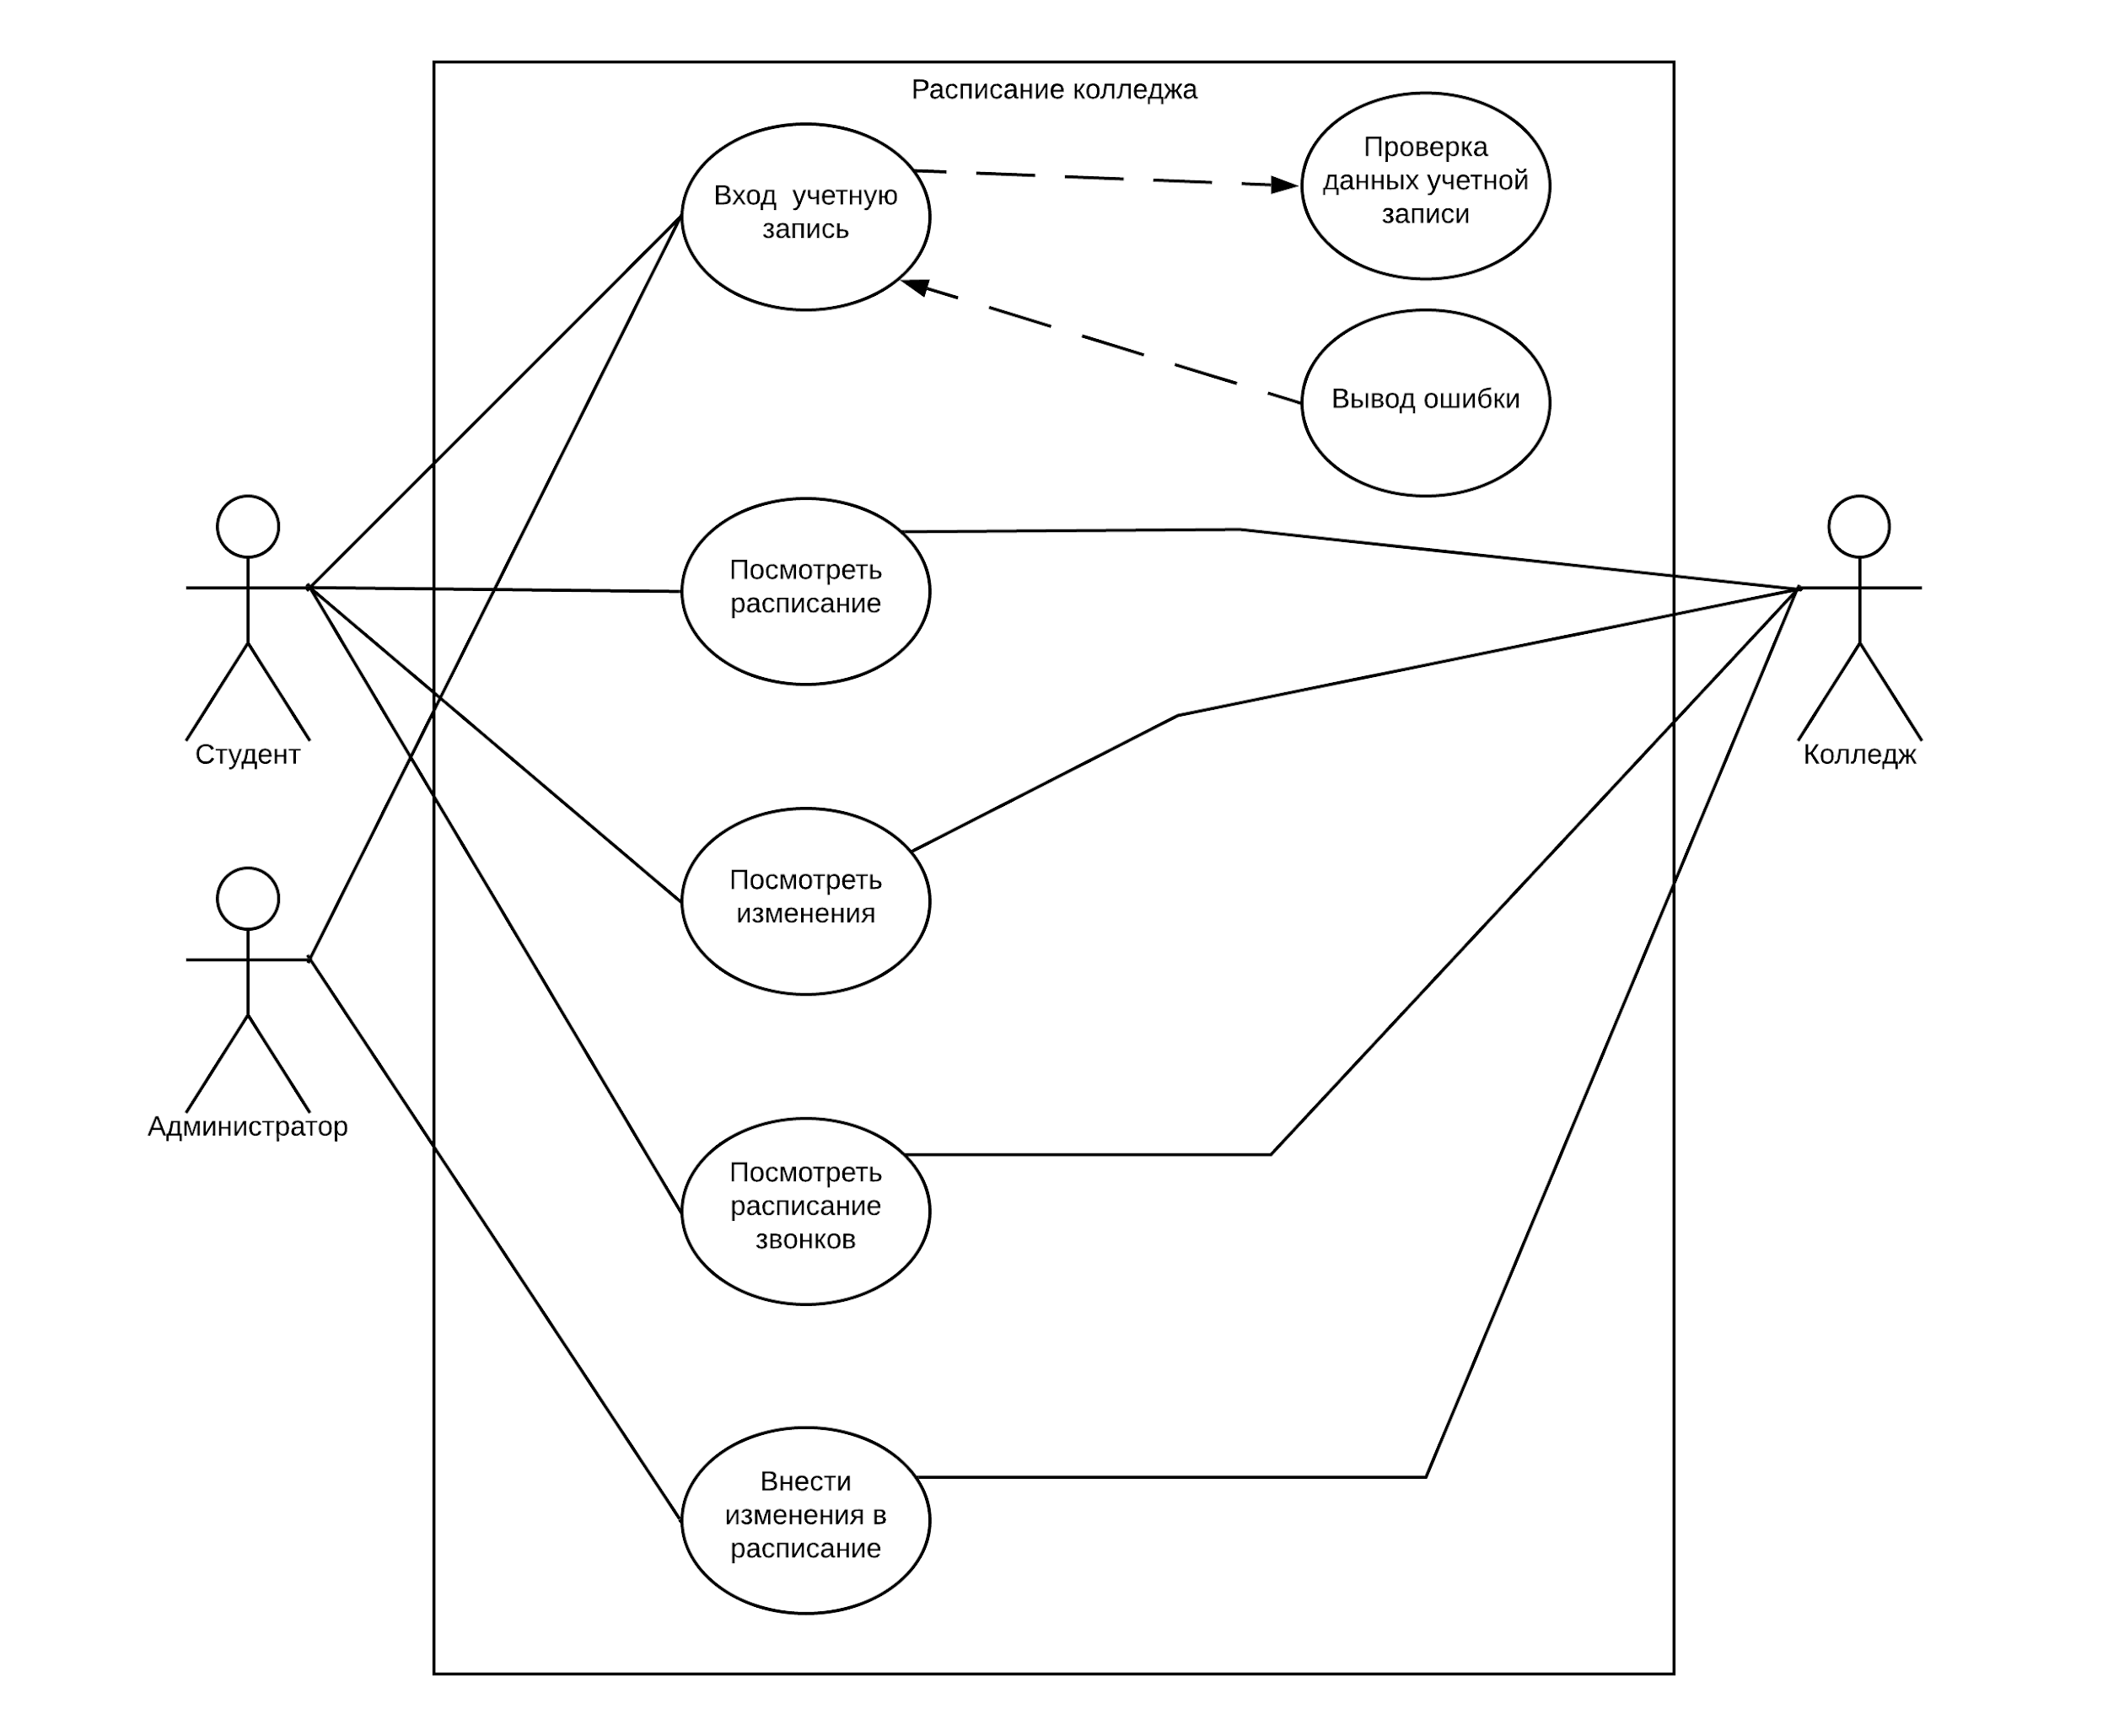 Расписание колледжа
Вход  учетную
запись
Проверка
данных учетной
записи
Вывод ошибки
Посмотреть
расписание
Студент
Колледж
Посмотреть
изменения
Администратор
Посмотреть
расписание
звонков
Внести
изменения в
расписание